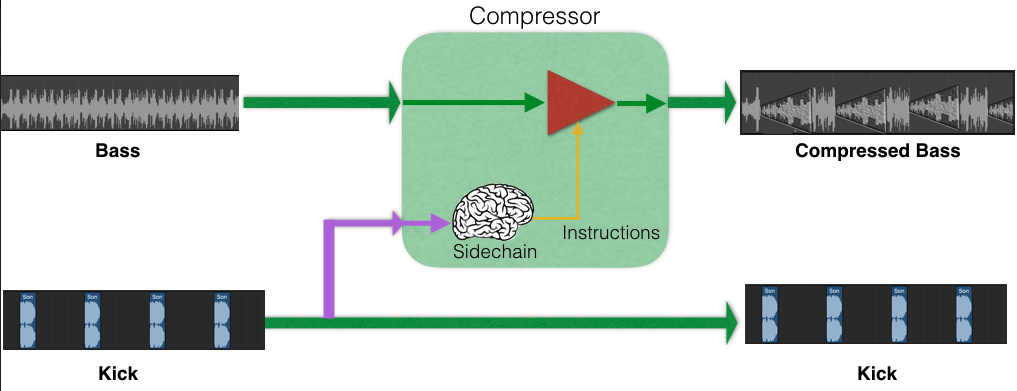 Compressor
Bass
Compressed Bass
Sidechain
Instructions
Son
Son
Son
Son
Son
Son
Son
Son
Kick
Kick